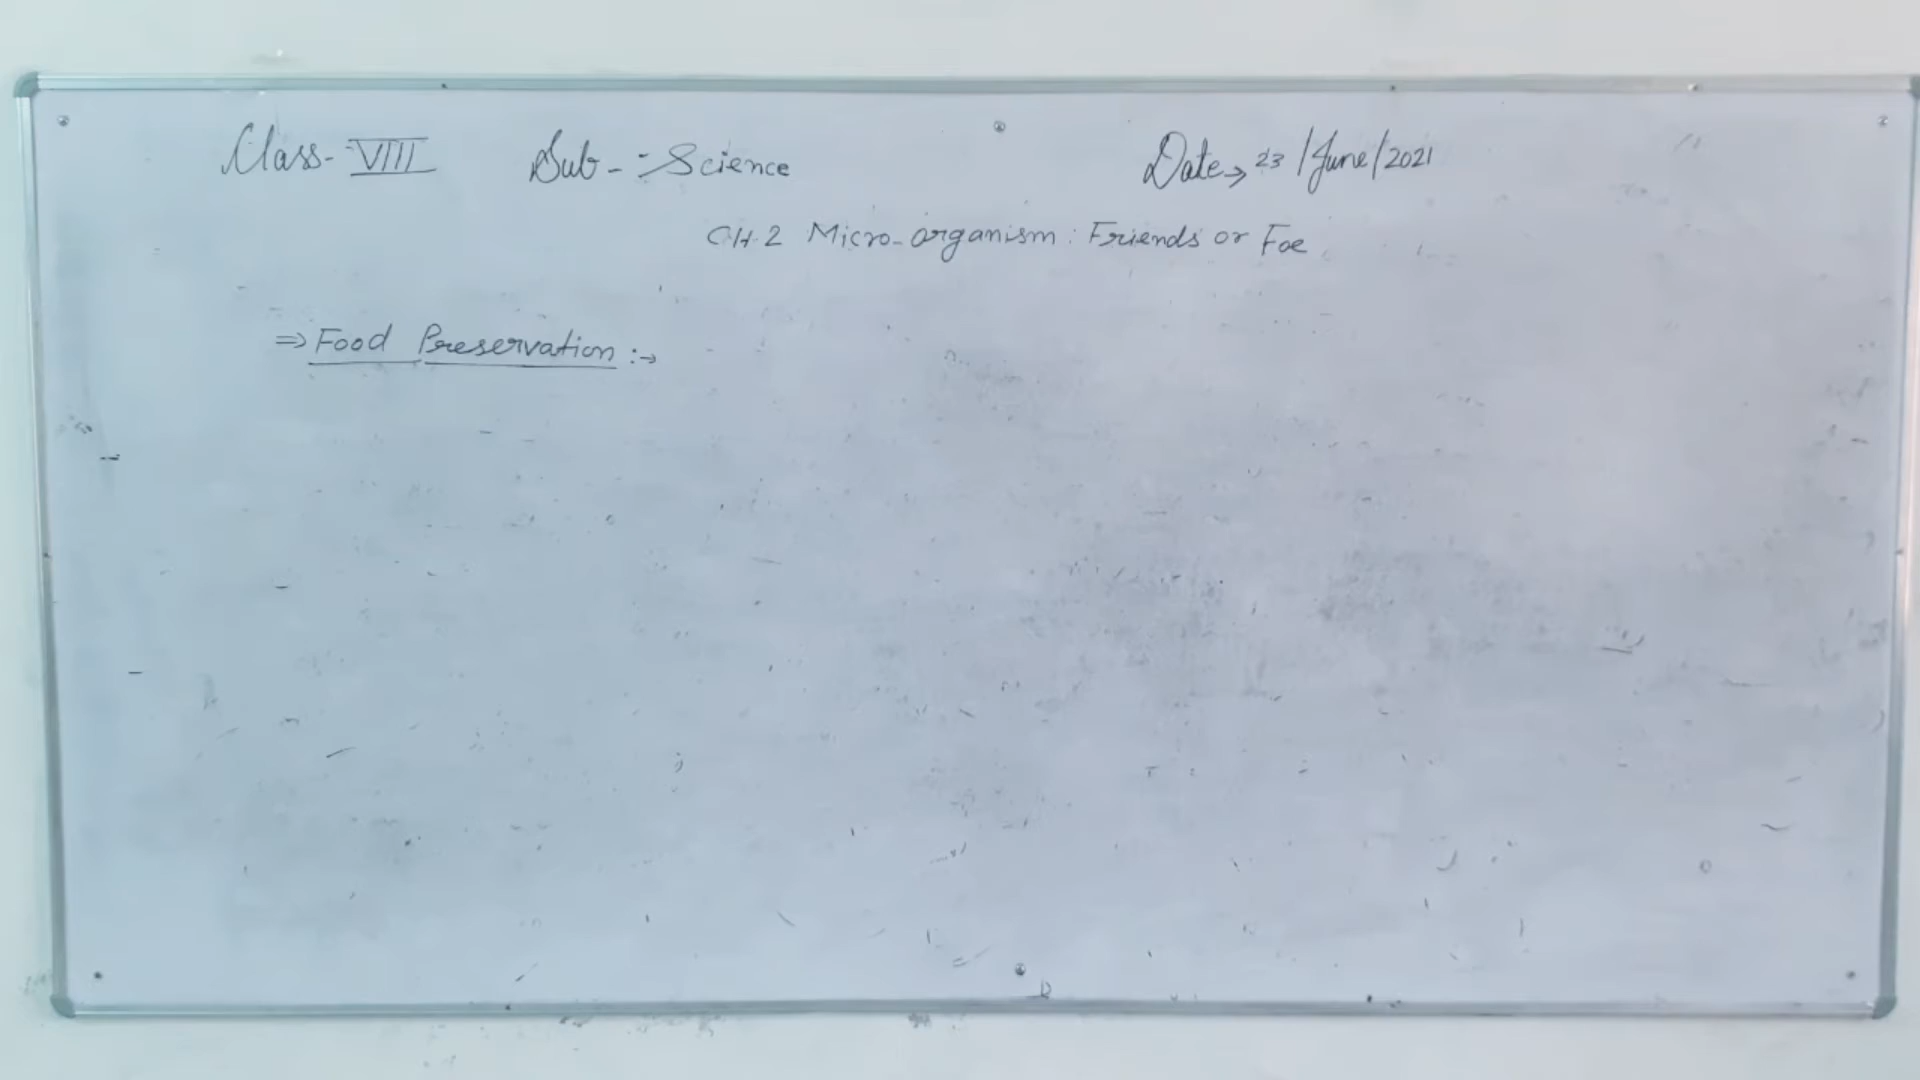 Class- VIII Sub-:- Science Date→ 23/June/2021
CH-2 Micro-organism: Friends or Foe
⇒ Food Preservation :→